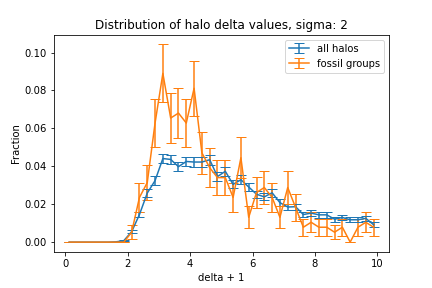 Distribution of halo delta values, sigma: 2
all halos
fossil groups
Fraction
0.10
0.08
0.06
0.04
0.02
0.00
0 2 4 6 8 10
delta + 1